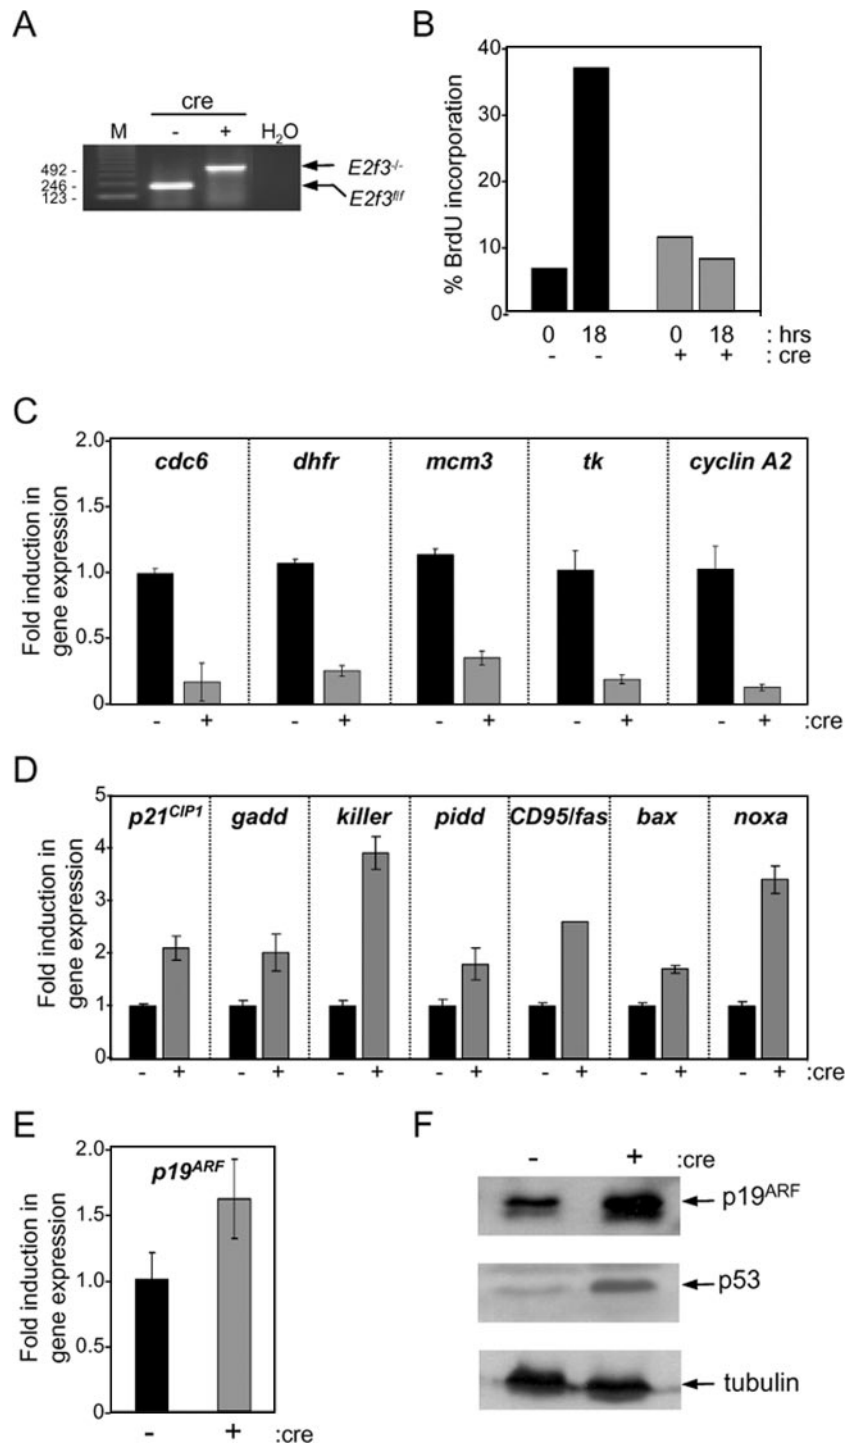 A
cre
M - + H2O
492 -
246 -
123 -
E2f3-/-
E2f3f/f
B
% BrdU incorporation
40
30
20
10
0
0 18 0 18 : hrs
- - + + : cre
C
Fold induction in
gene expression
2.0
1.5
1.0
0.5
0
cdc6 dhfr mcm3 tk cyclin A2
- + - + - + - + - + :cre
D
Fold induction in
gene expression
5
4
3
2
1
0
p21CIP1 gadd killer pidd CD95/fas bax noxa
- + - + - + - + - + - + - + :cre
E
Fold induction in
gene expression
2.0
1.5
1.0
0.5
0
p19ARF
- + :cre
F
- + :cre
p19ARF
p53
tubulin